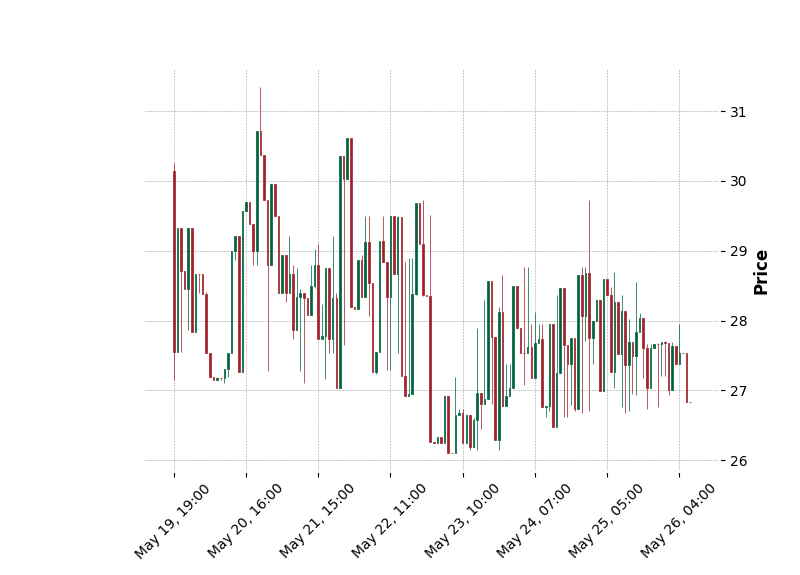 31
30
29
28
27
26
Price
May 19, 19:00
May 20, 16:00
May 21, 15:00
May 22, 11:00
May 23, 10:00
May 24, 07:00
May 25, 05:00
May 26, 04:00